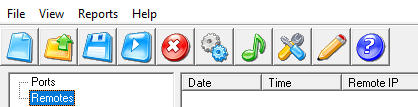 File View Reports Help
Ports
Remotes
Date Time Remote IP